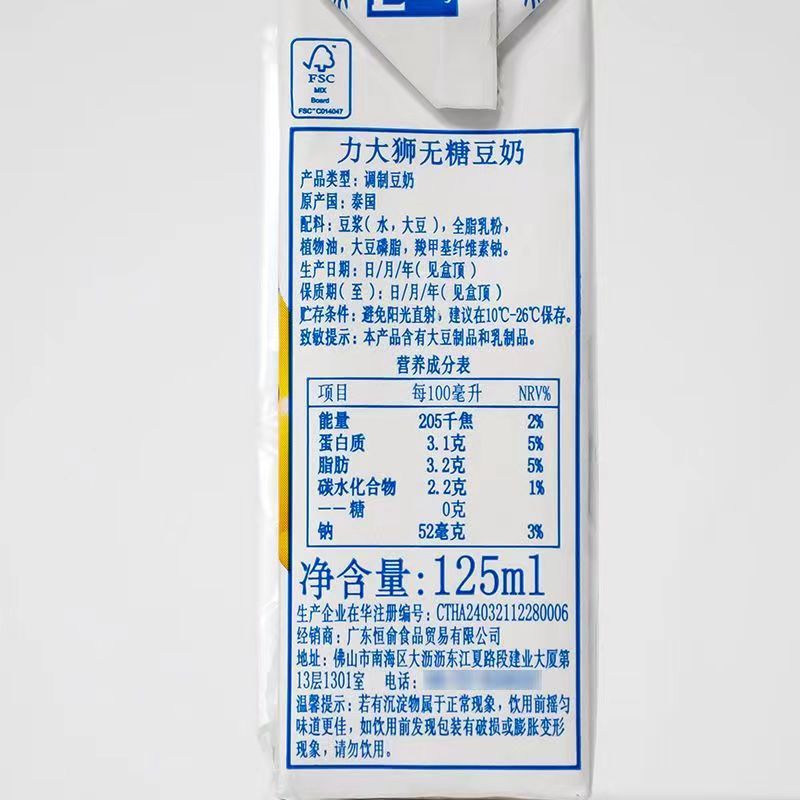 FSC
MIX
Board
FSC™ C014047
力大狮无糖豆奶
产品类型：调制豆奶
原产国：泰国
配料：豆浆（水，大豆），全脂乳粉，
植物油，大豆磷脂，羧甲基纤维素钠。
生产日期：日/月/年（见盒顶）
保质期（至）：日/月/年（见盒顶）
贮存条件：避免阳光直射，建议在10℃-26℃保存。
致敏提示：本产品含有大豆制品和乳制品。
营养成分表
项目 每100毫升 NRV%
能量 205千焦 2%
蛋白质 3.1克 5%
脂肪 3.2克 5%
碳水化合物 2.2克 1%
——糖 0克
钠 52毫克 3%
净含量：125ml
生产企业在华注册编号：CTHA24032112280006
经销商：广东恒俞食品贸易有限公司
地址：佛山市南海区大沥沥东江夏路段建业大厦第
13层1301室 电话：
温馨提示：若有沉淀物属于正常现象，饮用前摇匀
味道更佳，如饮用前发现包装有破损或膨胀变形
现象，请勿饮用。